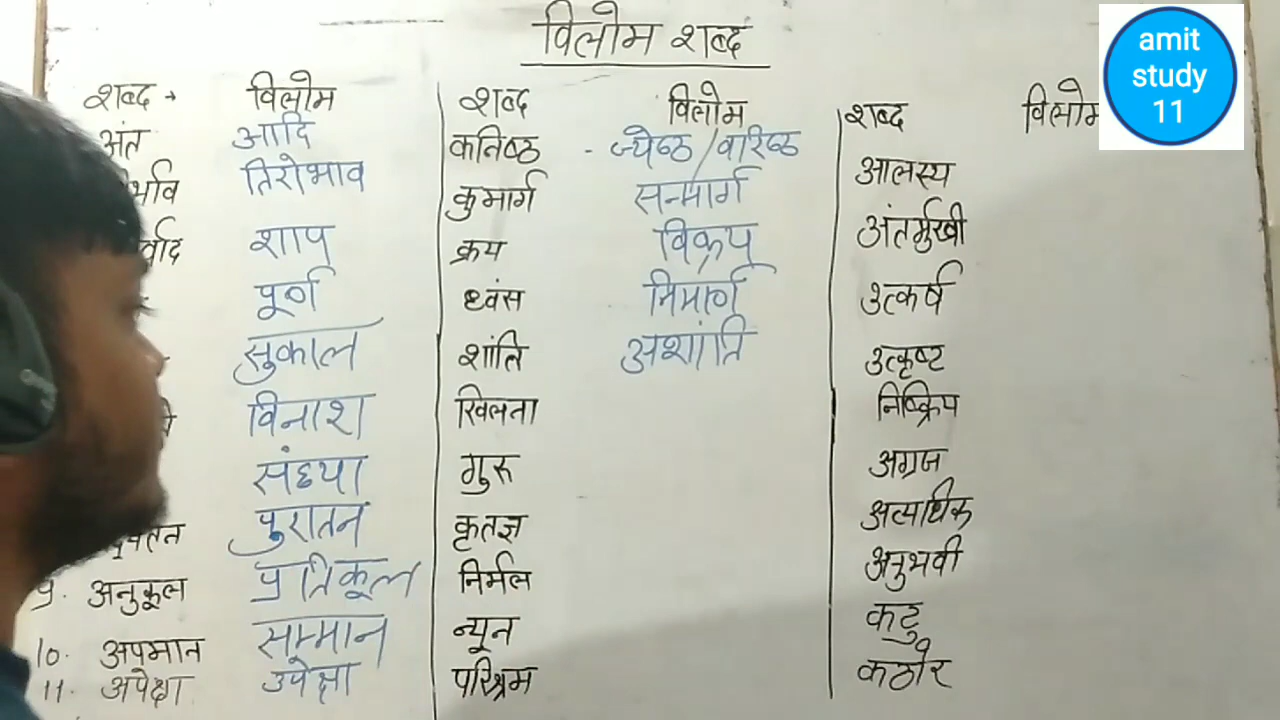 विलोम शब्द
amit
study
11
शब्द → विलोम
अंत आदि
र्भाव तिरोभाव
र्वाद शाप
पूर्ण
सुकाल
विनाश
संध्या
पुरातन
9. अनुकूल प्रतिकूल
10. अपमान सम्मान
11. अपेक्षा उपेक्षा
शब्द विलोम
कनिष्ठ - ज्येष्ठ/वरिष्ठ
कुमार्ग सन्मार्ग
क्रय विक्रय
ध्वंस निर्माण
शांति अशांति
खिलना
गुरू
कृतज्ञ
निर्मल
न्यून
परिश्रम
शब्द विलोम
आलस्य
अंतर्मुखी
उत्कर्ष
उत्कृष्ट
निष्क्रिय
अग्रज
अत्यधिक
अनुभवी
कटु
कठोर